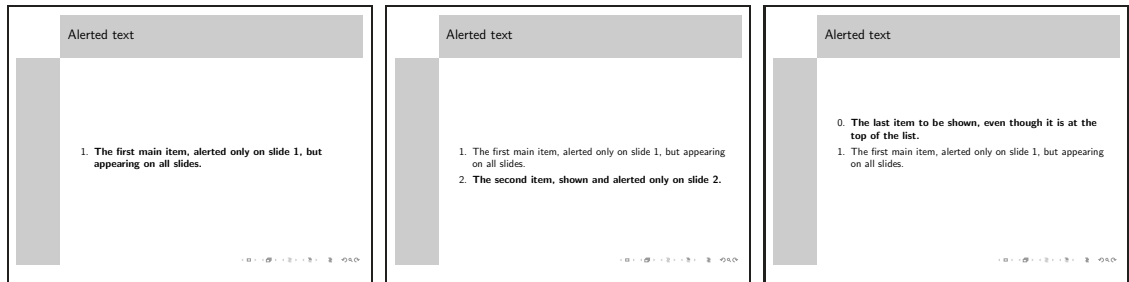 Alerted text
1. The first main item, alerted only on slide 1, but
appearing on all slides.
Alerted text
1. The first main item, alerted only on slide 1, but appearing
on all slides.
2. The second item, shown and alerted only on slide 2.
Alerted text
0. The last item to be shown, even though it is at the
top of the list.
1. The first main item, alerted only on slide 1, but appearing
on all slides.